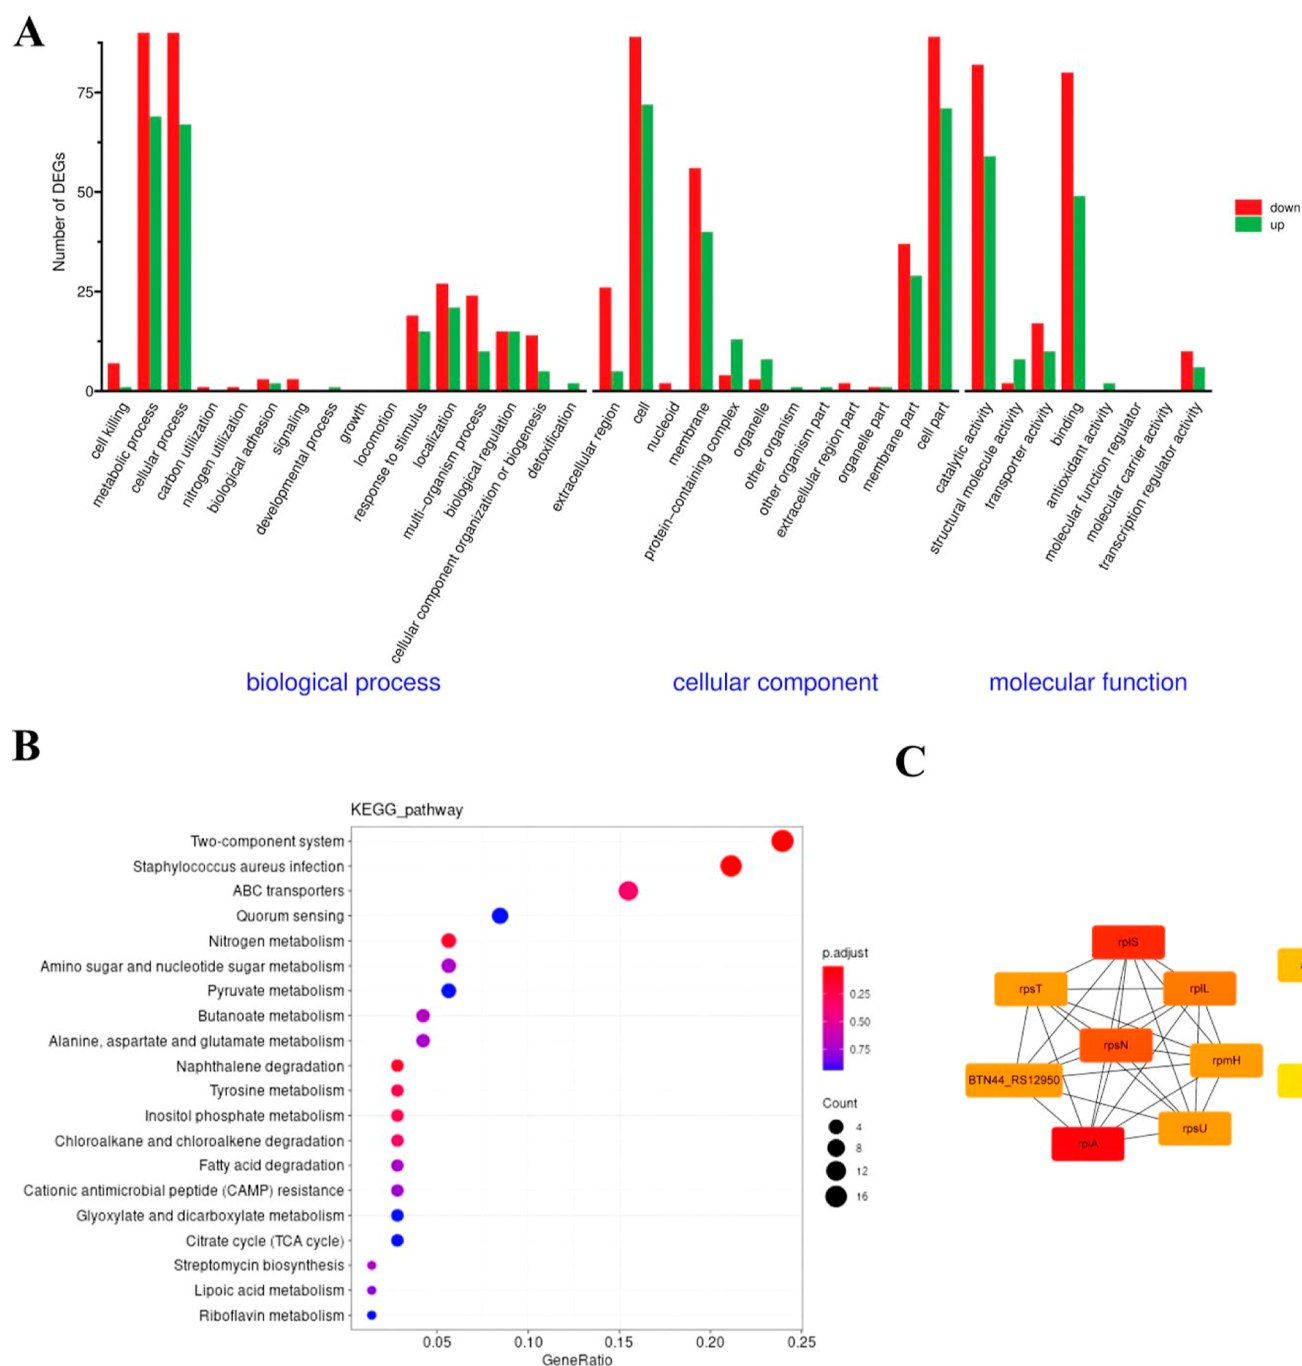 A
Number of DEGs
75
50
25
0
down
up
cell killing
metabolic process
cellular process
carbon utilization
nitrogen utilization
biological adhesion
signaling
developmental process
growth
locomotion
response to stimulus
localization
multi−organism process
biological regulation
cellular component organization or biogenesis
detoxification
extracellular region
cell
nucleoid
membrane
protein−containing complex
organelle
other organism
other organism part
extracellular region part
organelle part
membrane part
cell part
catalytic activity
structural molecule activity
transporter activity
binding
antioxidant activity
molecular function regulator
molecular carrier activity
transcription regulator activity
biological process
cellular component
molecular function
B
KEGG_pathway
Two-component system
Staphylococcus aureus infection
ABC transporters
Quorum sensing
Nitrogen metabolism
Amino sugar and nucleotide sugar metabolism
Pyruvate metabolism
Butanoate metabolism
Alanine, aspartate and glutamate metabolism
Naphthalene degradation
Tyrosine metabolism
Inositol phosphate metabolism
Chloroalkane and chloroalkene degradation
Fatty acid degradation
Cationic antimicrobial peptide (CAMP) resistance
Glyoxylate and dicarboxylate metabolism
Citrate cycle (TCA cycle)
Streptomycin biosynthesis
Lipoic acid metabolism
Riboflavin metabolism
0.05
0.10
0.15
0.20
0.25
GeneRatio
p.adjust
0.25
0.50
0.75
Count
4
8
12
16
C
rplS
rpsT
rplL
rpsN
rpmH
BTN44_RS12950
rpsU
rplA